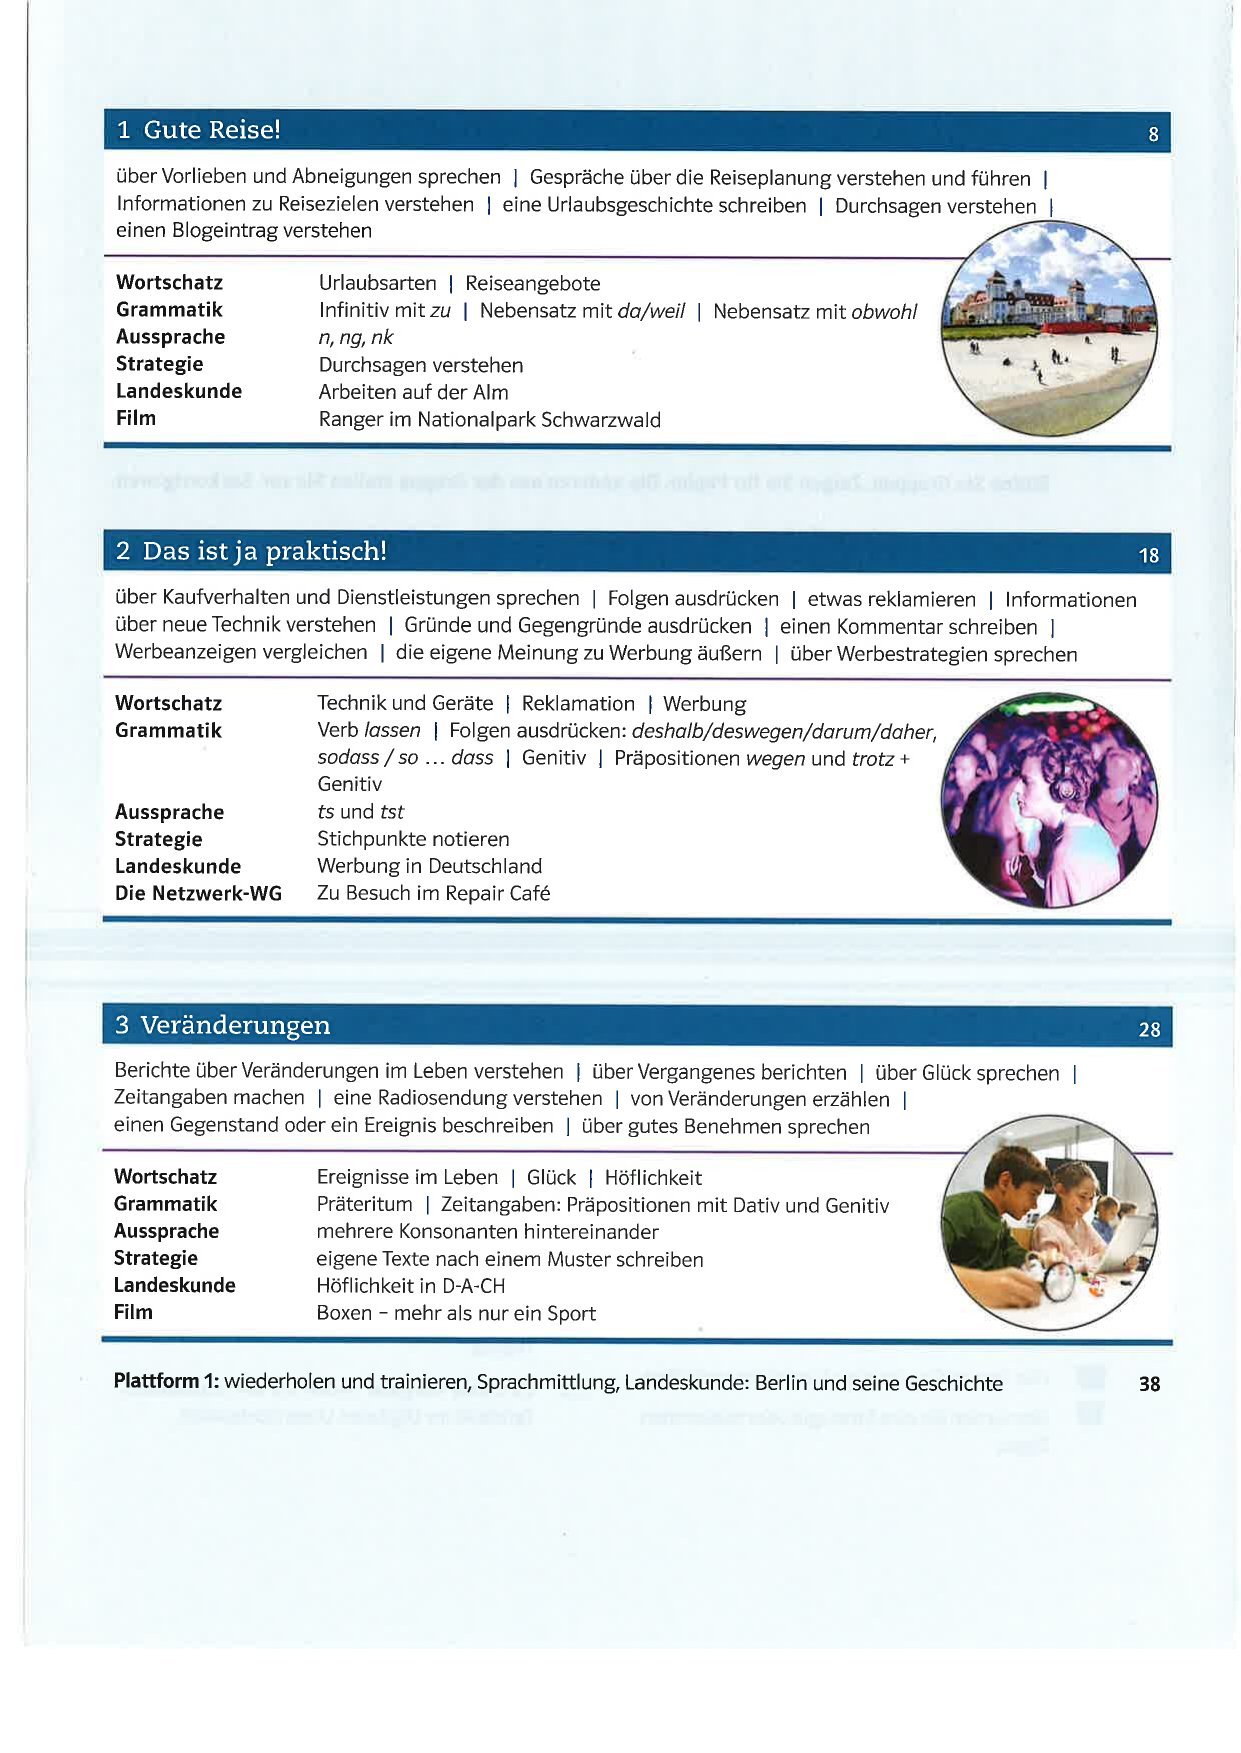 1 Gute Reise! 8
über Vorlieben und Abneigungen sprechen | Gespräche über die Reiseplanung verstehen und führen |
Informationen zu Reisezielen verstehen | eine Urlaubsgeschichte schreiben | Durchsagen verstehen |
einen Blogeintrag verstehen
Wortschatz Urlaubsarten | Reiseangebote
Grammatik Infinitiv mit zu | Nebensatz mit da/weil | Nebensatz mit obwohl
Aussprache n, ng, nk
Strategie Durchsagen verstehen
Landeskunde Arbeiten auf der Alm
Film Ranger im Nationalpark Schwarzwald
2 Das ist ja praktisch! 18
über Kaufverhalten und Dienstleistungen sprechen | Folgen ausdrücken | etwas reklamieren | Informationen
über neue Technik verstehen | Gründe und Gegengründe ausdrücken | einen Kommentar schreiben |
Werbeanzeigen vergleichen | die eigene Meinung zu Werbung äußern | über Werbestrategien sprechen
Wortschatz Technik und Geräte | Reklamation | Werbung
Grammatik Verb lassen | Folgen ausdrücken: deshalb/deswegen/darum/daher,
sodass / so ... dass | Genitiv | Präpositionen wegen und trotz +
Genitiv
Aussprache ts und tst
Strategie Stichpunkte notieren
Landeskunde Werbung in Deutschland
Die Netzwerk-WG Zu Besuch im Repair Café
3 Veränderungen 28
Berichte über Veränderungen im Leben verstehen | über Vergangenes berichten | über Glück sprechen |
Zeitangaben machen | eine Radiosendung verstehen | von Veränderungen erzählen |
einen Gegenstand oder ein Ereignis beschreiben | über gutes Benehmen sprechen
Wortschatz Ereignisse im Leben | Glück | Höflichkeit
Grammatik Präteritum | Zeitangaben: Präpositionen mit Dativ und Genitiv
Aussprache mehrere Konsonanten hintereinander
Strategie eigene Texte nach einem Muster schreiben
Landeskunde Höflichkeit in D-A-CH
Film Boxen – mehr als nur ein Sport
Plattform 1: wiederholen und trainieren, Sprachmittlung, Landeskunde: Berlin und seine Geschichte 38